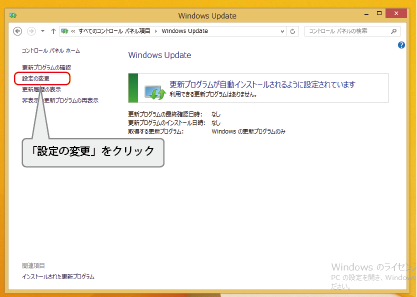 Windows Update
すべてのコントロール パネル項目 ▸ Windows Update
コントロール パネルの検索
コントロール パネル ホーム
更新プログラムの確認
設定の変更
更新履歴の表示
非表示の更新プログラムの再表示
Windows Update
更新プログラムが自動インストールされるように設定されています
利用できる更新プログラムはありません。
更新プログラムの最終確認日時: なし
更新プログラムのインストール日時: なし
取得する更新プログラム: Windows の更新プログラムのみ
「設定の変更」をクリック
関連項目
インストールされた更新プログラム
Windows のライセン
PC の設定を開き、Windows
ださい。